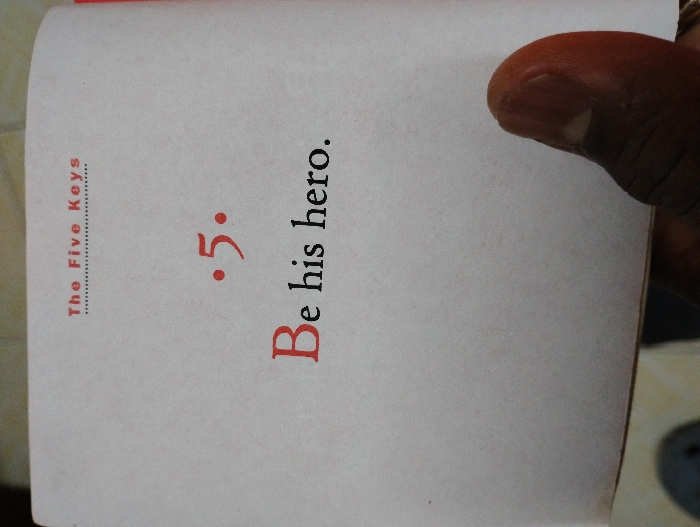 The Five Keys
•5•
Be his hero.